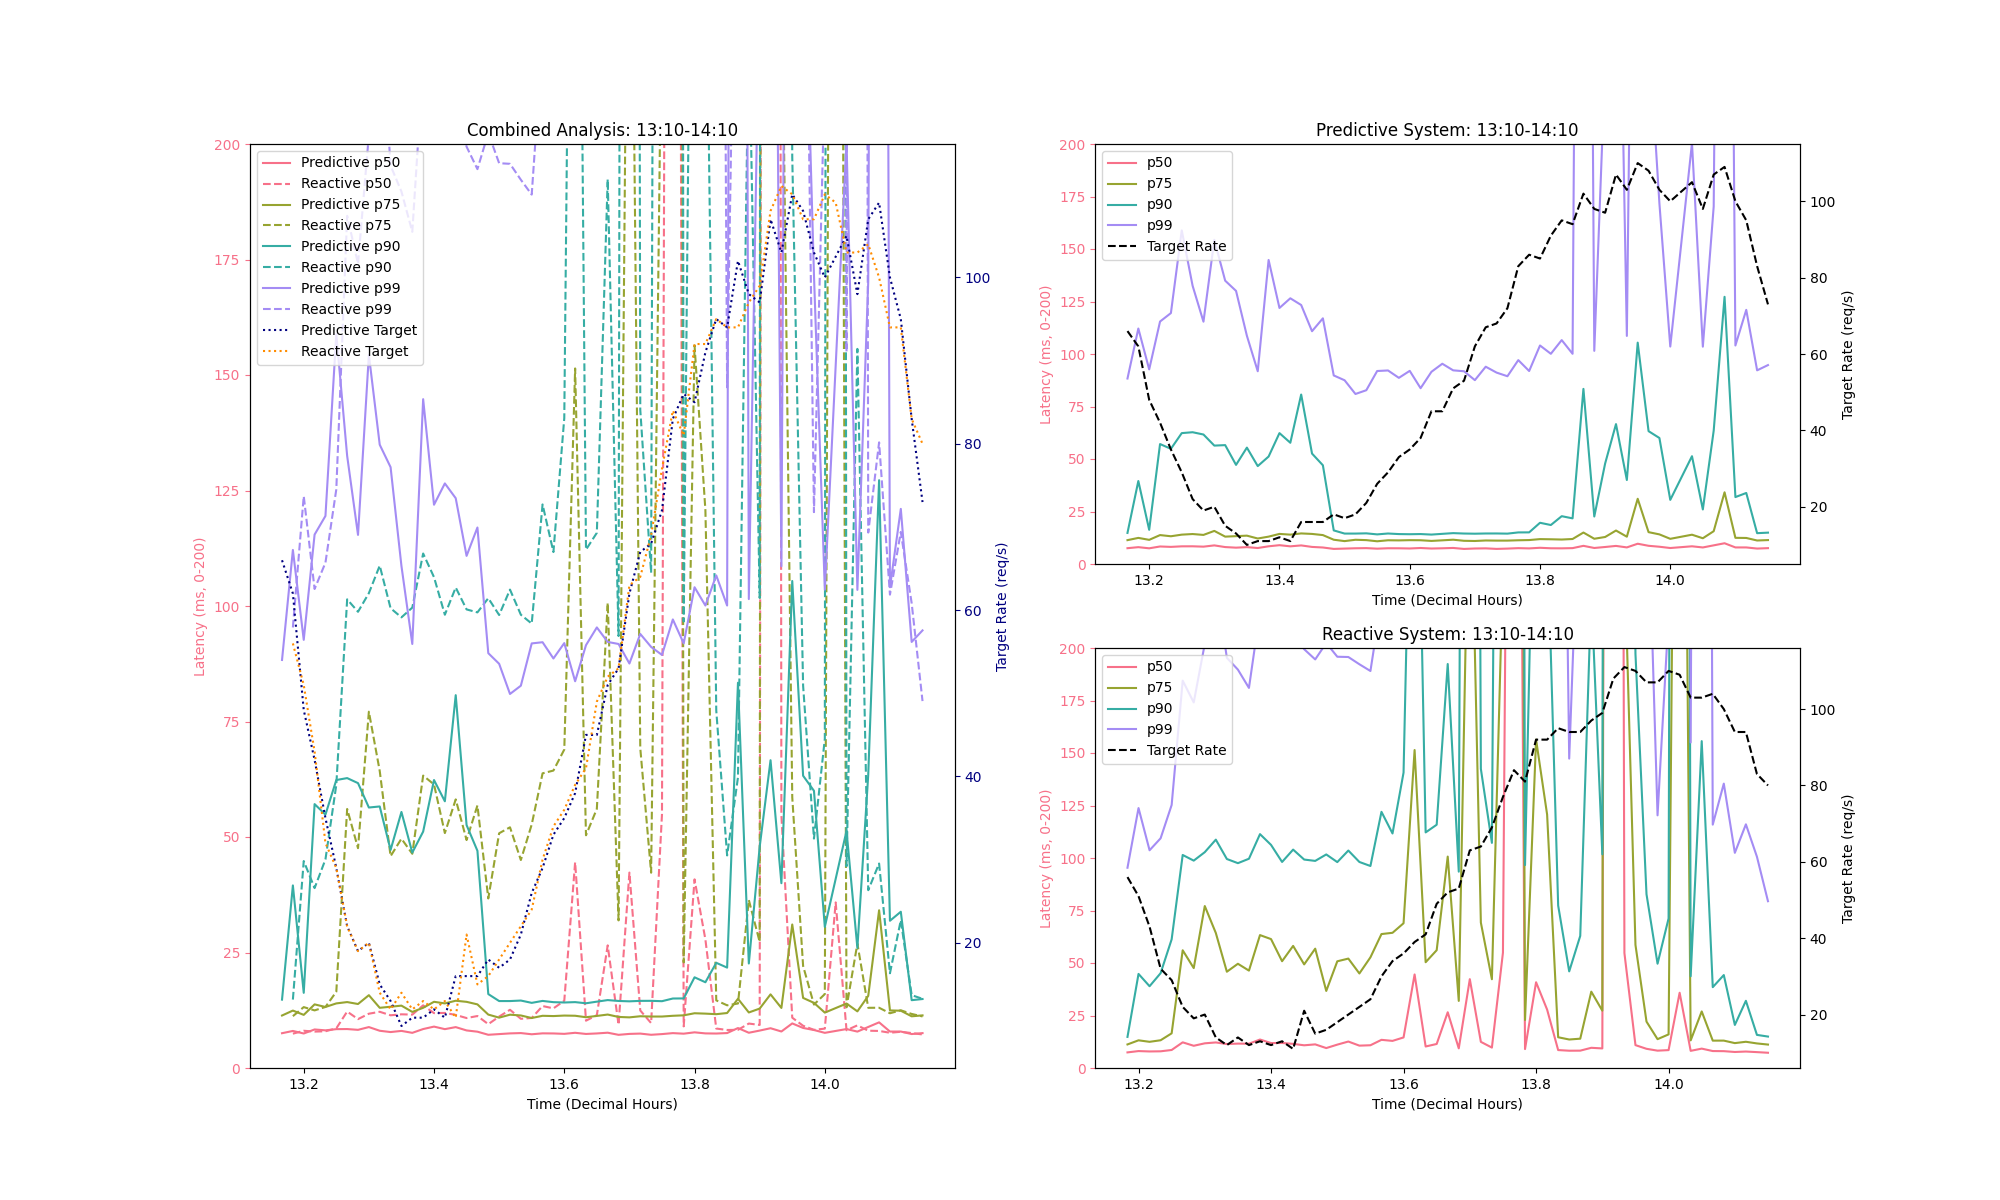 Combined Analysis: 13:10-14:10
Latency (ms, 0-200)
200
175
150
125
100
75
50
25
0
Predictive p50
Reactive p50
Predictive p75
Reactive p75
Predictive p90
Reactive p90
Predictive p99
Reactive p99
Predictive Target
Reactive Target
100
80
60
40
20
Target Rate (req/s)
13.2 13.4 13.6 13.8 14.0
Time (Decimal Hours)
Predictive System: 13:10-14:10
Latency (ms, 0-200)
200
175
150
125
100
75
50
25
0
p50
p75
p90
p99
Target Rate
100
80
60
40
20
Target Rate (req/s)
13.2 13.4 13.6 13.8 14.0
Time (Decimal Hours)
Reactive System: 13:10-14:10
Latency (ms, 0-200)
200
175
150
125
100
75
50
25
0
p50
p75
p90
p99
Target Rate
100
80
60
40
20
Target Rate (req/s)
13.2 13.4 13.6 13.8 14.0
Time (Decimal Hours)